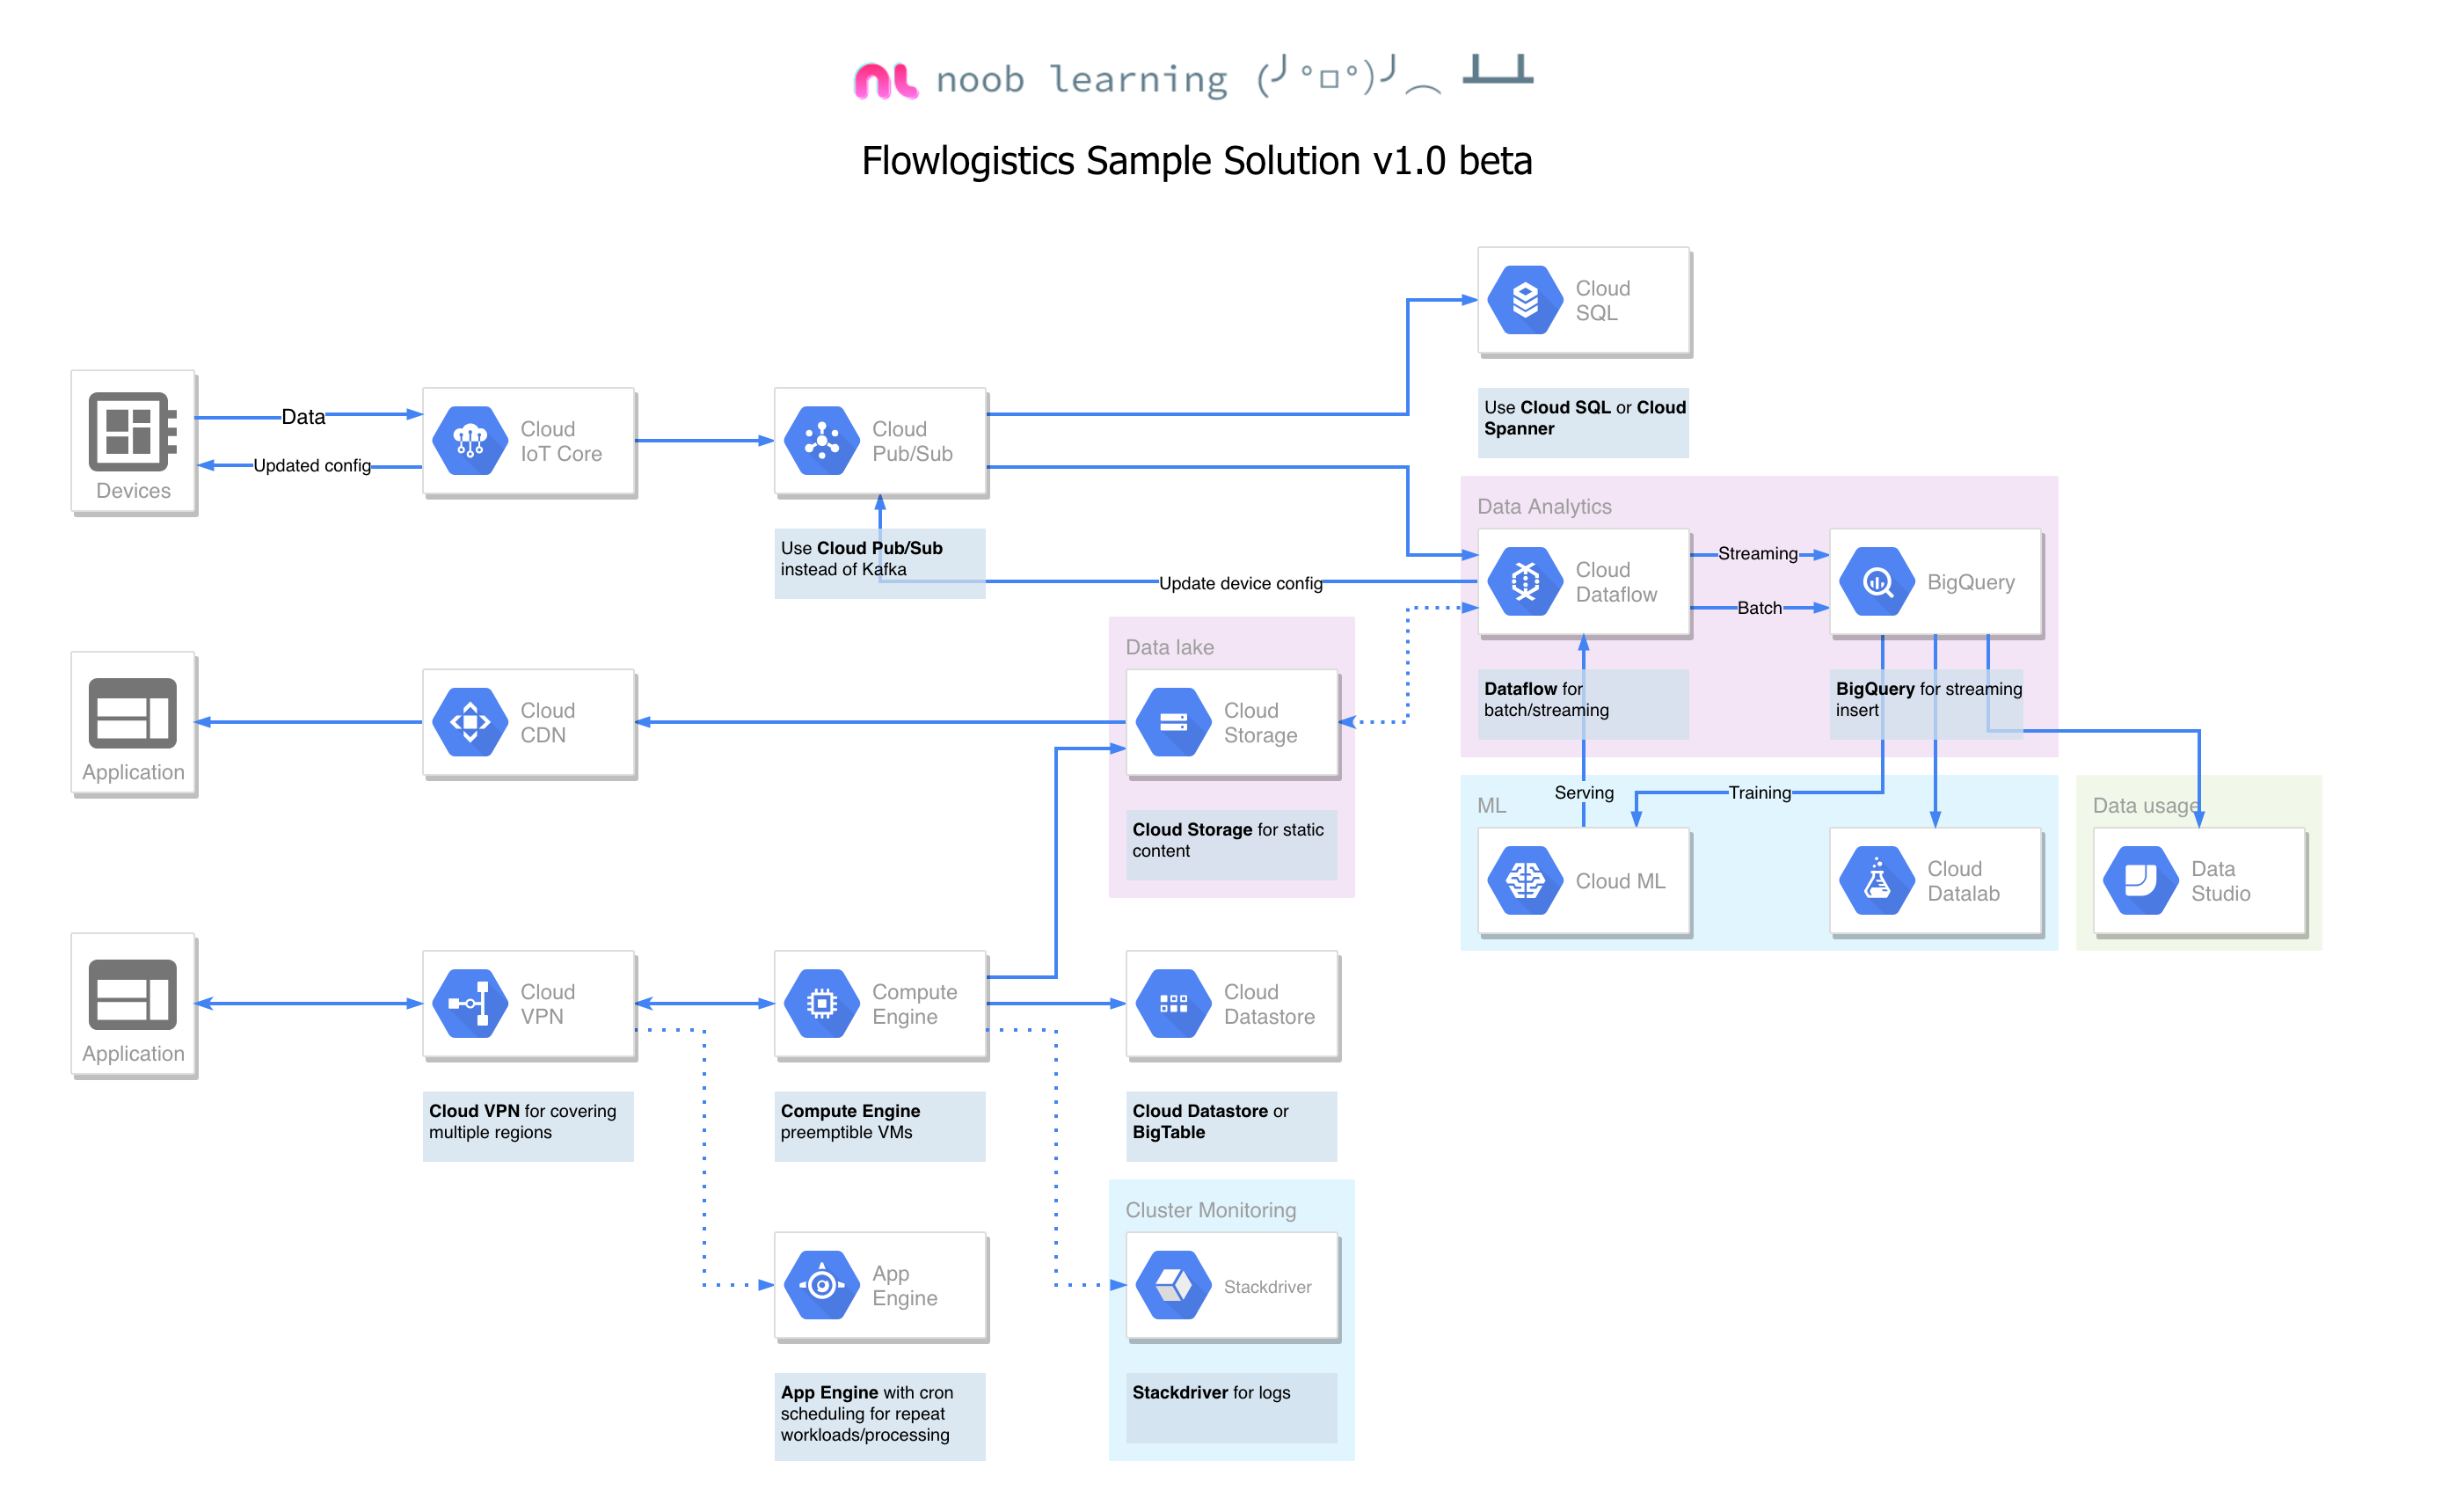 noob learning (╯°□°)╯︵ ┻━┻
Flowlogistics Sample Solution v1.0 beta
Cloud
SQL
Use Cloud SQL or Cloud
Spanner
Devices
Data
Updated config
Cloud
IoT Core
Cloud
Pub/Sub
Use Cloud Pub/Sub
instead of Kafka
Update device config
Data Analytics
Cloud
Dataflow
Streaming
Batch
BigQuery
Dataflow for
batch/streaming
BigQuery for streaming
insert
Application
Cloud
CDN
Data lake
Cloud
Storage
Cloud Storage for static
content
ML
Serving
Training
Cloud ML
Cloud
Datalab
Data usage
Data
Studio
Application
Cloud
VPN
Cloud VPN for covering
multiple regions
Compute
Engine
Compute Engine
preemptible VMs
Cloud
Datastore
Cloud Datastore or
BigTable
App
Engine
App Engine with cron
scheduling for repeat
workloads/processing
Cluster Monitoring
Stackdriver
Stackdriver for logs